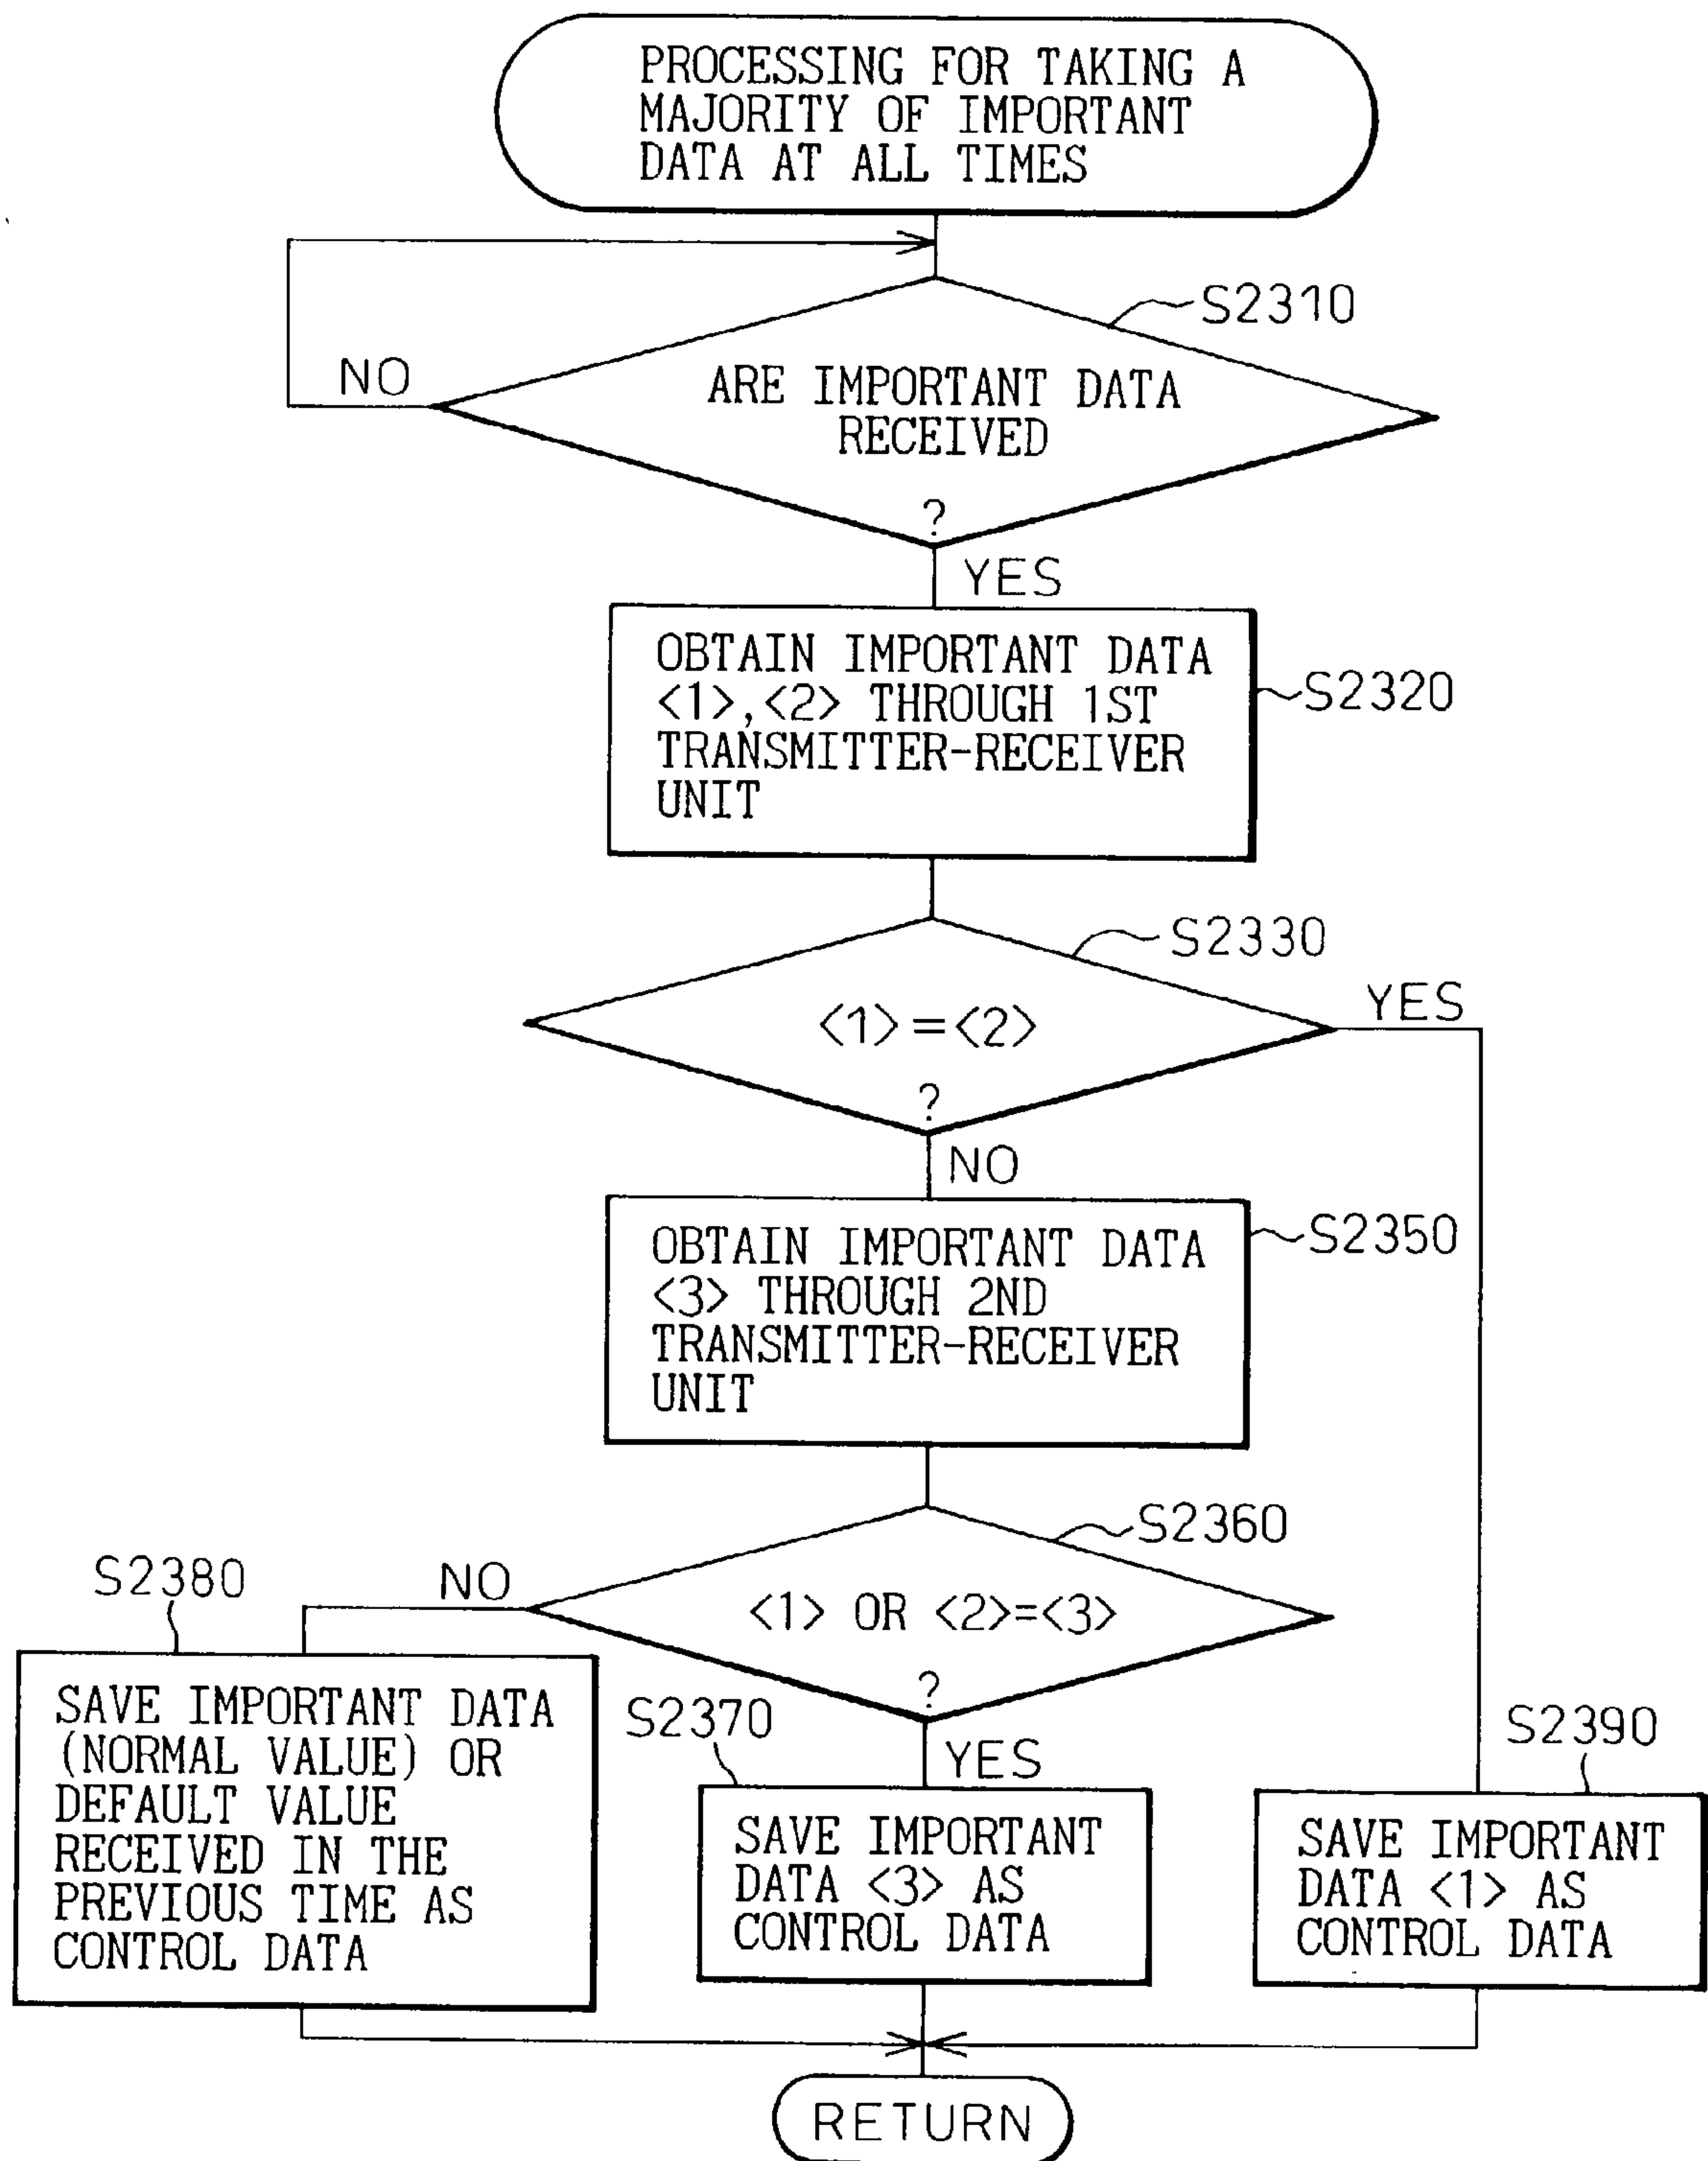 PROCESSING FOR TAKING A
MAJORITY OF IMPORTANT
DATA AT ALL TIMES
S2310
NO
ARE IMPORTANT DATA
RECEIVED
?
YES
OBTAIN IMPORTANT DATA
<1>,<2> THROUGH 1ST
TRANSMITTER-RECEIVER
UNIT
S2320
S2330
<1>=<2>
?
YES
NO
OBTAIN IMPORTANT DATA
<3> THROUGH 2ND
TRANSMITTER-RECEIVER
UNIT
S2350
S2360
<1> OR <2>=<3>
?
NO
S2380
SAVE IMPORTANT DATA
(NORMAL VALUE) OR
DEFAULT VALUE
RECEIVED IN THE
PREVIOUS TIME AS
CONTROL DATA
YES
S2370
SAVE IMPORTANT
DATA <3> AS
CONTROL DATA
S2390
SAVE IMPORTANT
DATA <1> AS
CONTROL DATA
RETURN